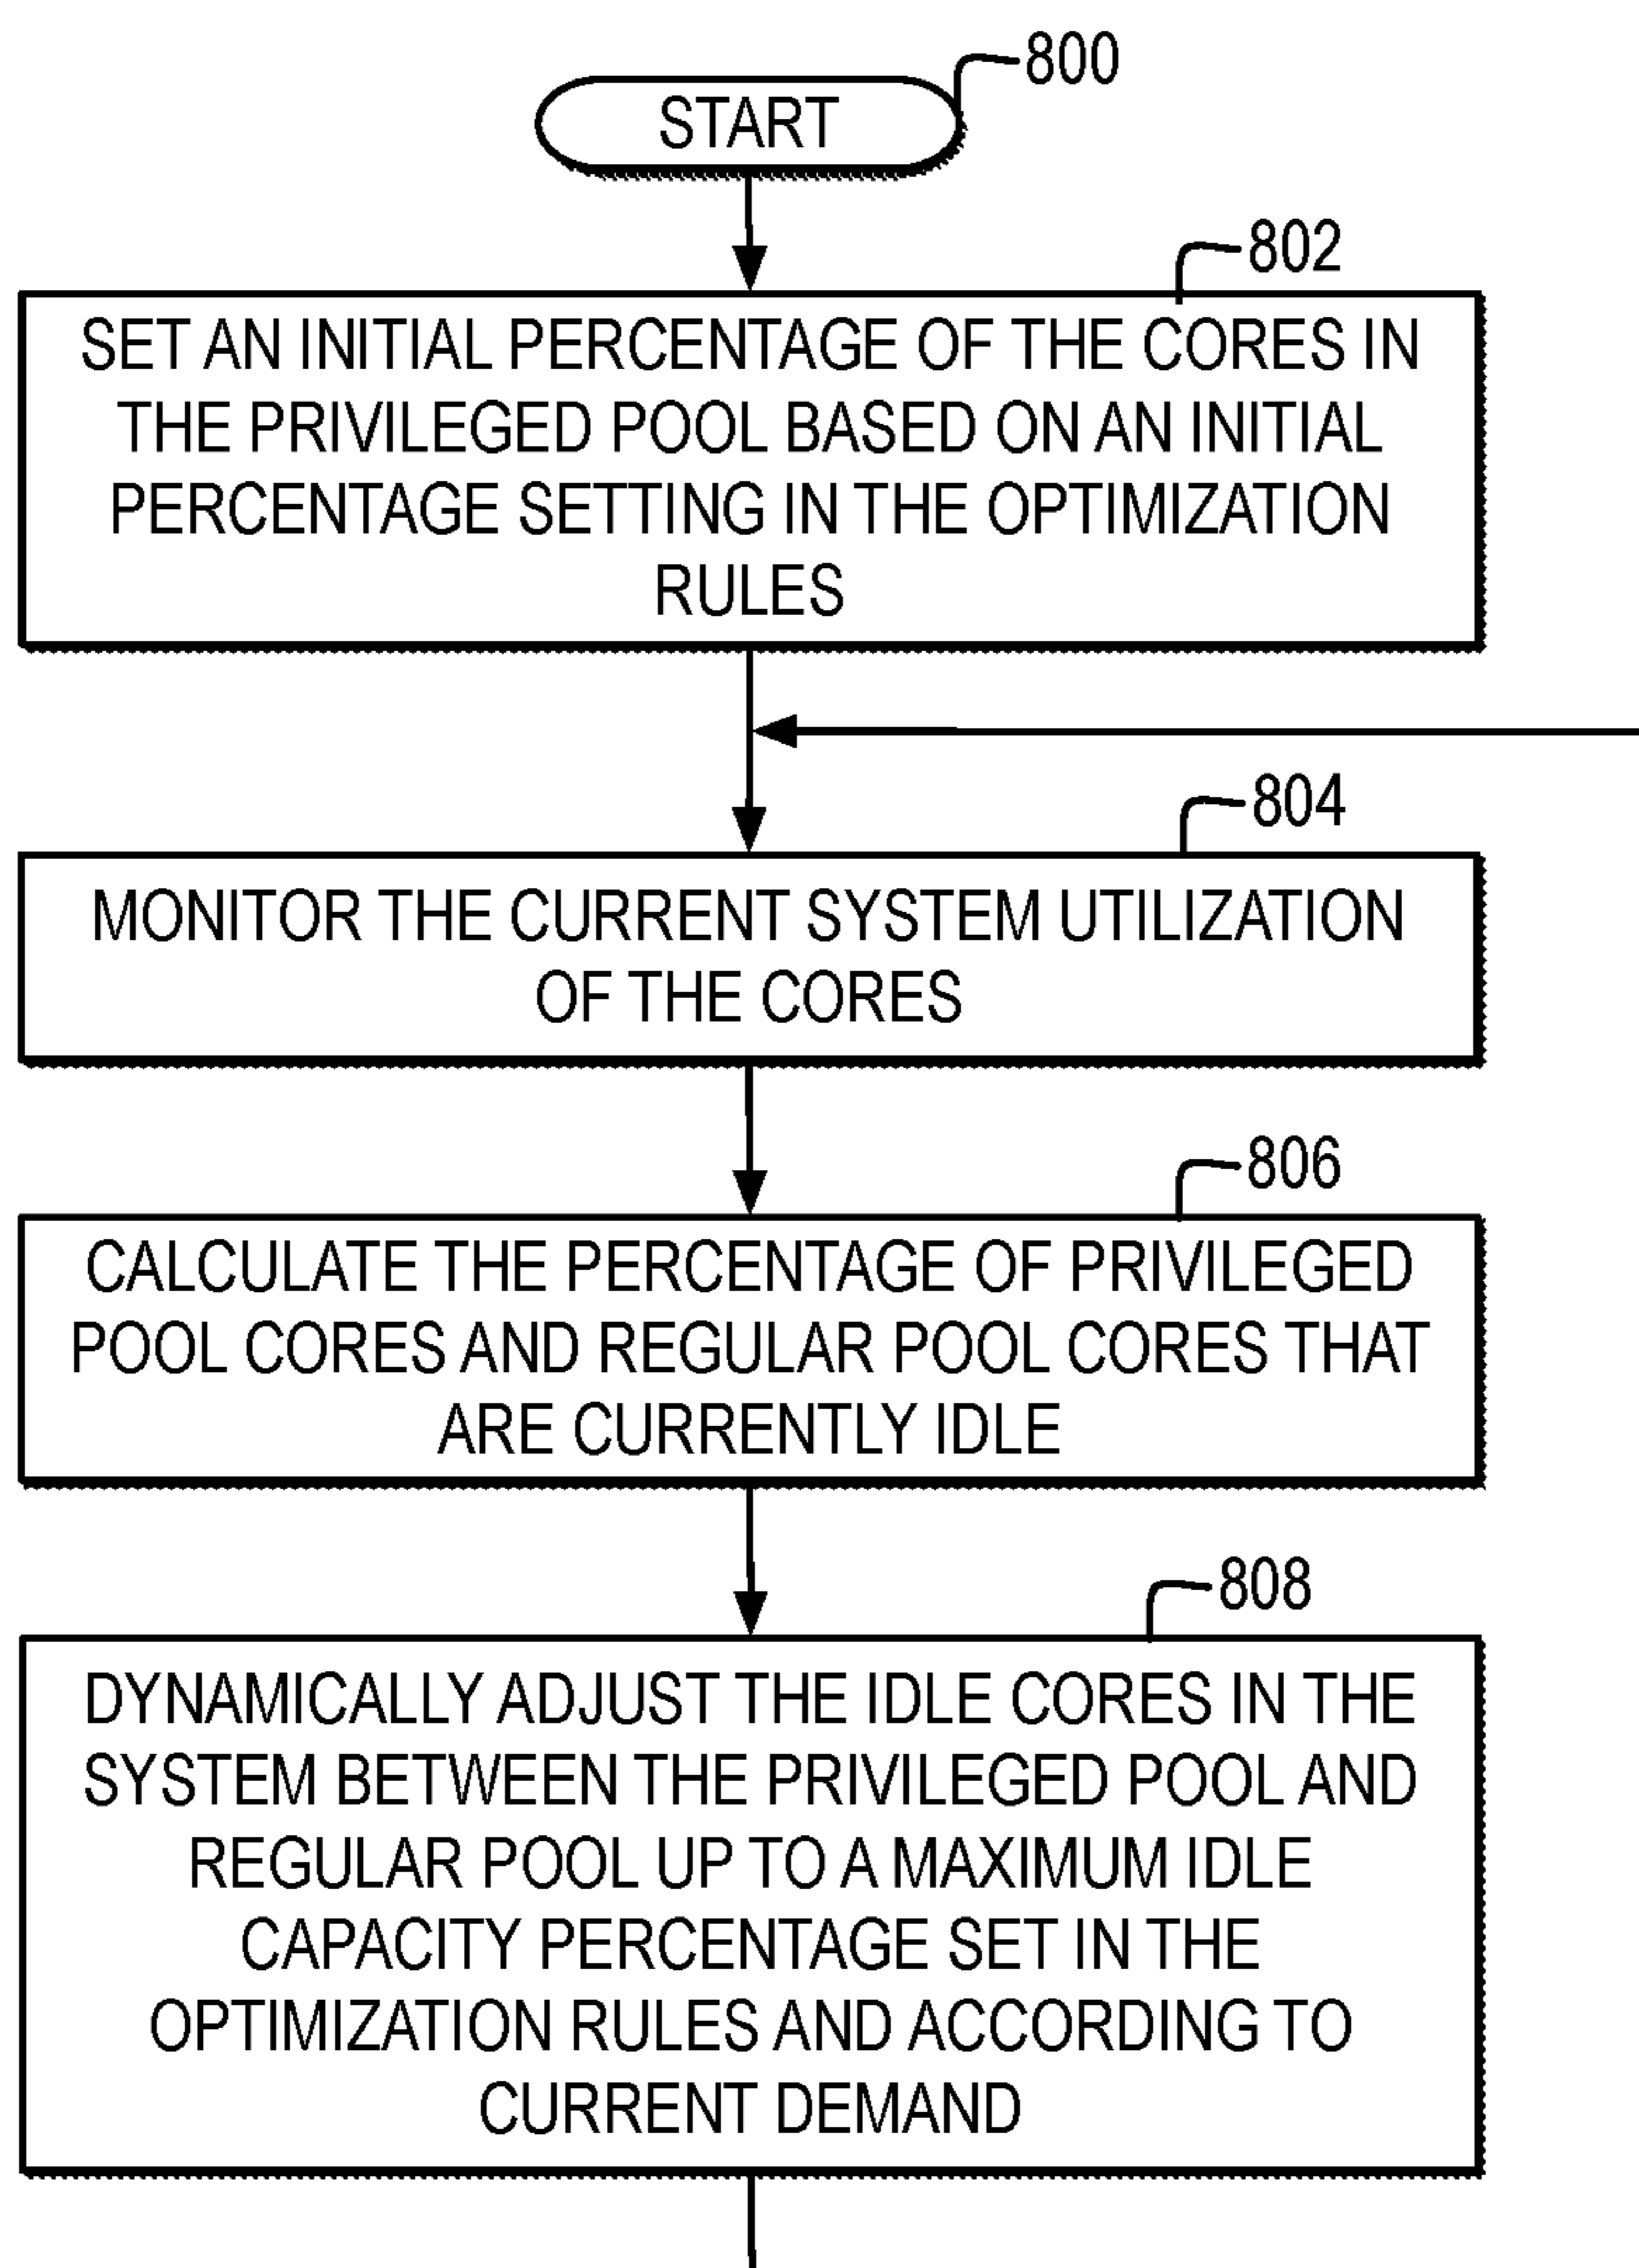 800
START
802
SET AN INITIAL PERCENTAGE OF THE CORES IN
THE PRIVILEGED POOL BASED ON AN INITIAL
PERCENTAGE SETTING IN THE OPTIMIZATION
RULES
804
MONITOR THE CURRENT SYSTEM UTILIZATION
OF THE CORES
806
CALCULATE THE PERCENTAGE OF PRIVILEGED
POOL CORES AND REGULAR POOL CORES THAT
ARE CURRENTLY IDLE
808
DYNAMICALLY ADJUST THE IDLE CORES IN THE
SYSTEM BETWEEN THE PRIVILEGED POOL AND
REGULAR POOL UP TO A MAXIMUM IDLE
CAPACITY PERCENTAGE SET IN THE
OPTIMIZATION RULES AND ACCORDING TO
CURRENT DEMAND